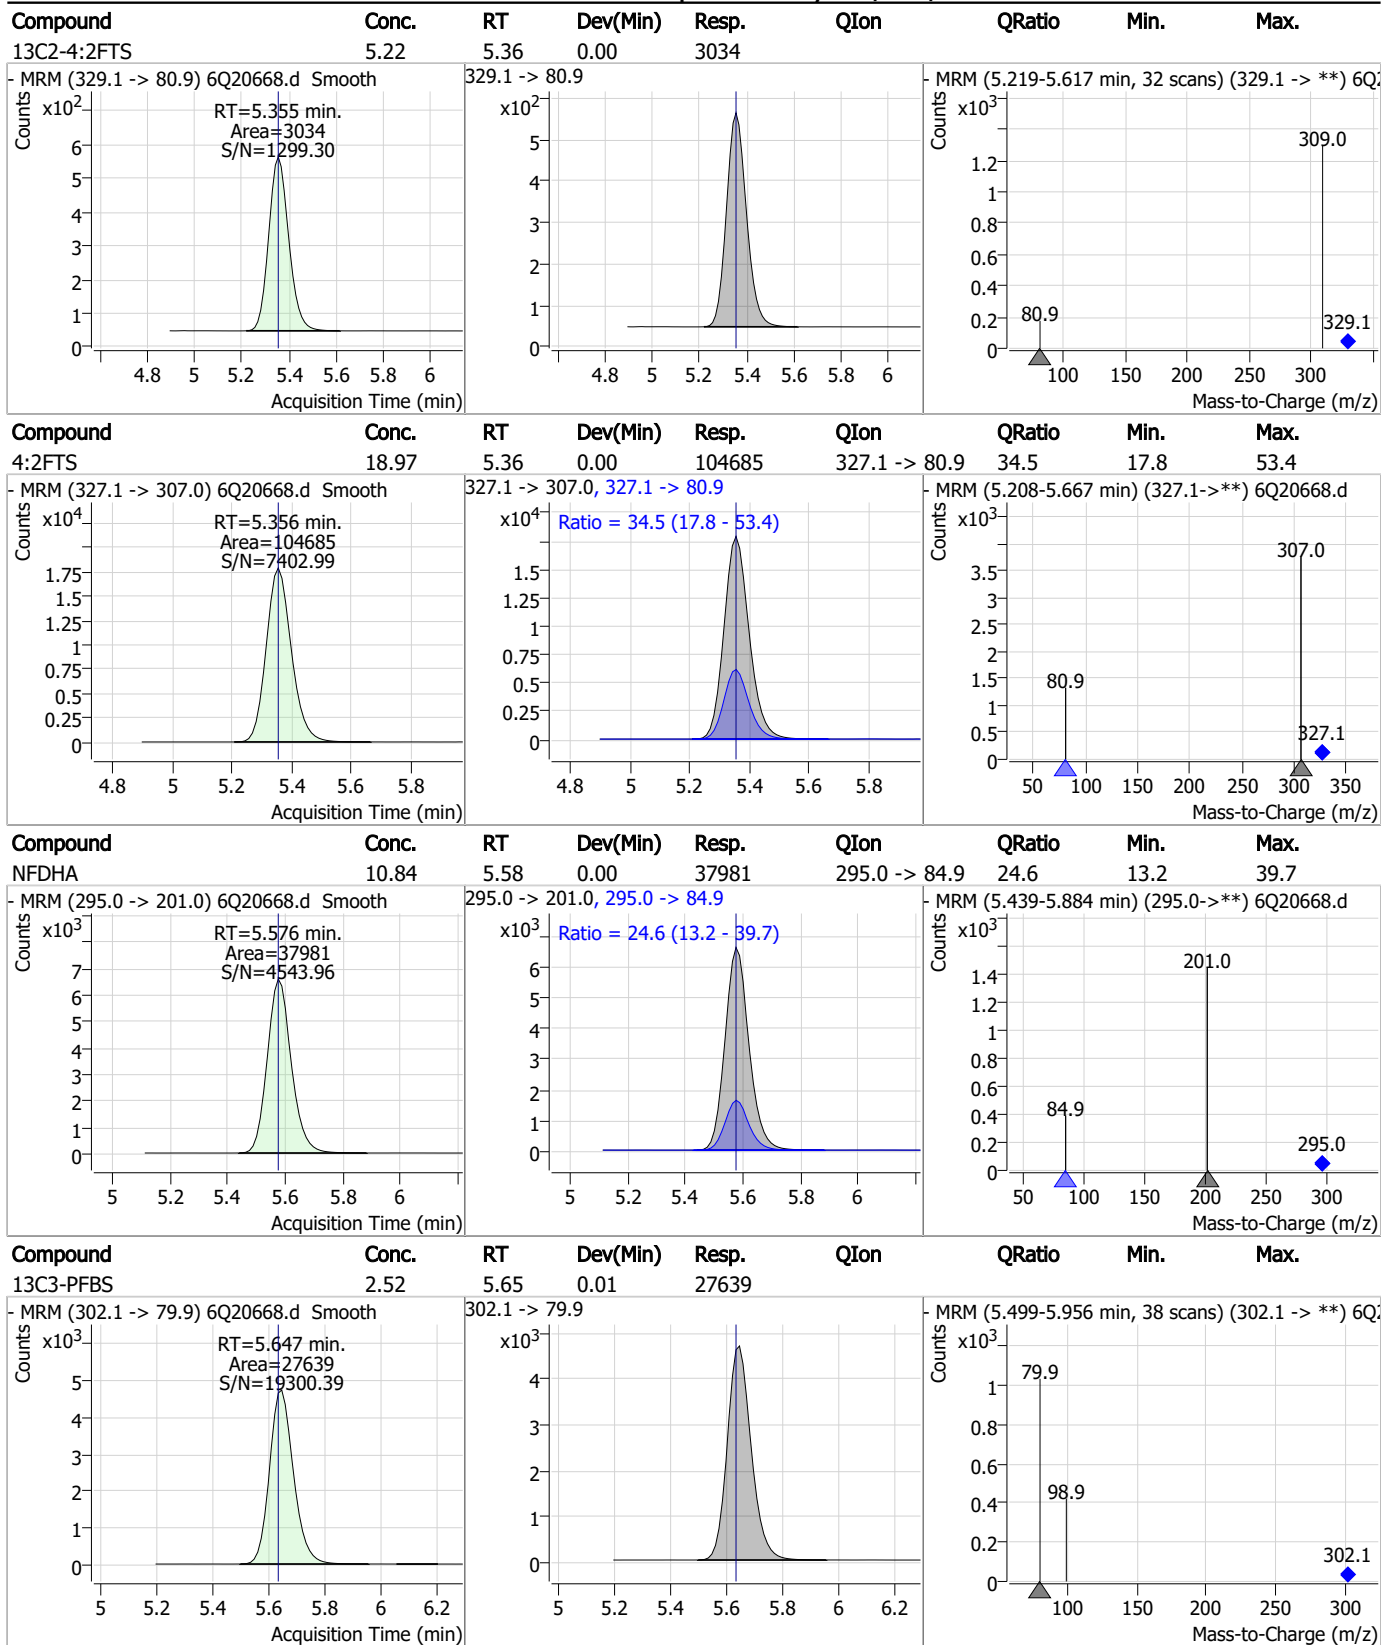 Compound Conc. RT Dev(Min) Resp. QIon QRatio Min. Max.
13C2-4:2FTS 5.22 5.36 0.00 3034
- MRM (329.1 -> 80.9) 6Q20668.d Smooth
Counts
x10²
RT=5.355 min.
Area=3034
S/N=1299.30
6
5
4
3
2
1
0
4.8 5 5.2 5.4 5.6 5.8 6
Acquisition Time (min)
329.1 -> 80.9
x10²
5
4
3
2
1
0
4.8 5 5.2 5.4 5.6 5.8 6
- MRM (5.219-5.617 min, 32 scans) (329.1 -> **) 6Q2
Counts
x10³
309.0
1.2
1
0.8
0.6
0.4
0.2
0
80.9
329.1
100 150 200 250 300
Mass-to-Charge (m/z)
Compound Conc. RT Dev(Min) Resp. QIon QRatio Min. Max.
4:2FTS 18.97 5.36 0.00 104685 327.1 -> 80.9 34.5 17.8 53.4
- MRM (327.1 -> 307.0) 6Q20668.d Smooth
Counts
x10⁴
RT=5.356 min.
Area=104685
S/N=7402.99
1.75
1.5
1.25
1
0.75
0.5
0.25
0
4.8 5 5.2 5.4 5.6 5.8
Acquisition Time (min)
327.1 -> 307.0, 327.1 -> 80.9
x10⁴
Ratio = 34.5 (17.8 - 53.4)
1.5
1.25
1
0.75
0.5
0.25
0
4.8 5 5.2 5.4 5.6 5.8
- MRM (5.208-5.667 min) (327.1->**) 6Q20668.d
Counts
x10³
307.0
3.5
3
2.5
2
1.5
1
0.5
0
80.9
327.1
50 100 150 200 250 300 350
Mass-to-Charge (m/z)
Compound Conc. RT Dev(Min) Resp. QIon QRatio Min. Max.
NFDHA 10.84 5.58 0.00 37981 295.0 -> 84.9 24.6 13.2 39.7
- MRM (295.0 -> 201.0) 6Q20668.d Smooth
Counts
x10³
RT=5.576 min.
Area=37981
S/N=4543.96
7
6
5
4
3
2
1
0
5 5.2 5.4 5.6 5.8 6
Acquisition Time (min)
295.0 -> 201.0, 295.0 -> 84.9
x10³
Ratio = 24.6 (13.2 - 39.7)
6
5
4
3
2
1
0
5 5.2 5.4 5.6 5.8 6
- MRM (5.439-5.884 min) (295.0->**) 6Q20668.d
Counts
x10³
201.0
1.4
1.2
1
0.8
0.6
0.4
0.2
0
84.9
295.0
50 100 150 200 250 300
Mass-to-Charge (m/z)
Compound Conc. RT Dev(Min) Resp. QIon QRatio Min. Max.
13C3-PFBS 2.52 5.65 0.01 27639
- MRM (302.1 -> 79.9) 6Q20668.d Smooth
Counts
x10³
RT=5.647 min.
Area=27639
S/N=19300.39
5
4
3
2
1
0
5 5.2 5.4 5.6 5.8 6 6.2
Acquisition Time (min)
302.1 -> 79.9
x10³
4
3
2
1
0
5 5.2 5.4 5.6 5.8 6 6.2
- MRM (5.499-5.956 min, 38 scans) (302.1 -> **) 6Q2
Counts
x10³
79.9
1
0.8
0.6
0.4
0.2
0
98.9
302.1
100 150 200 250 300
Mass-to-Charge (m/z)